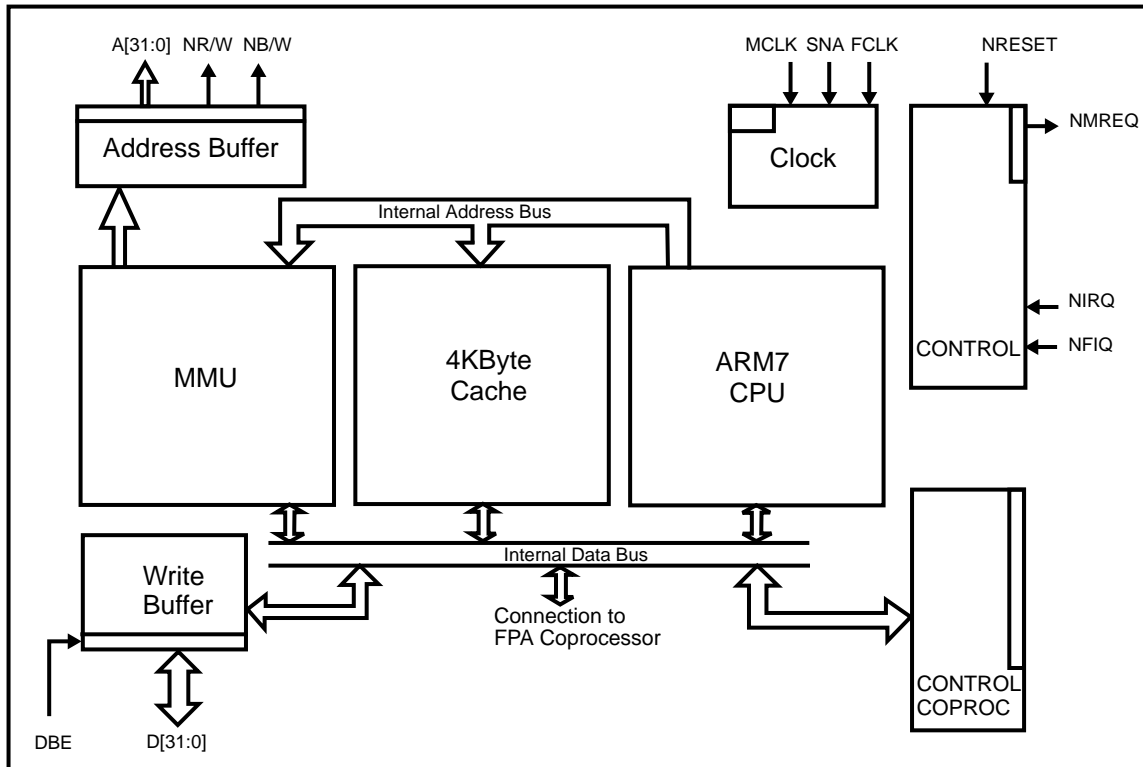 A[31:0] NR/W NB/W
MCLK SNA FCLK
NRESET
NMREQ
Address Buffer
Clock
Internal Address Bus
NIRQ
NFIQ
CONTROL
MMU
4KByte
Cache
ARM7
CPU
Internal Data Bus
Write
Buffer
Connection to
FPA Coprocessor
CONTROL
COPROC
DBE
D[31:0]